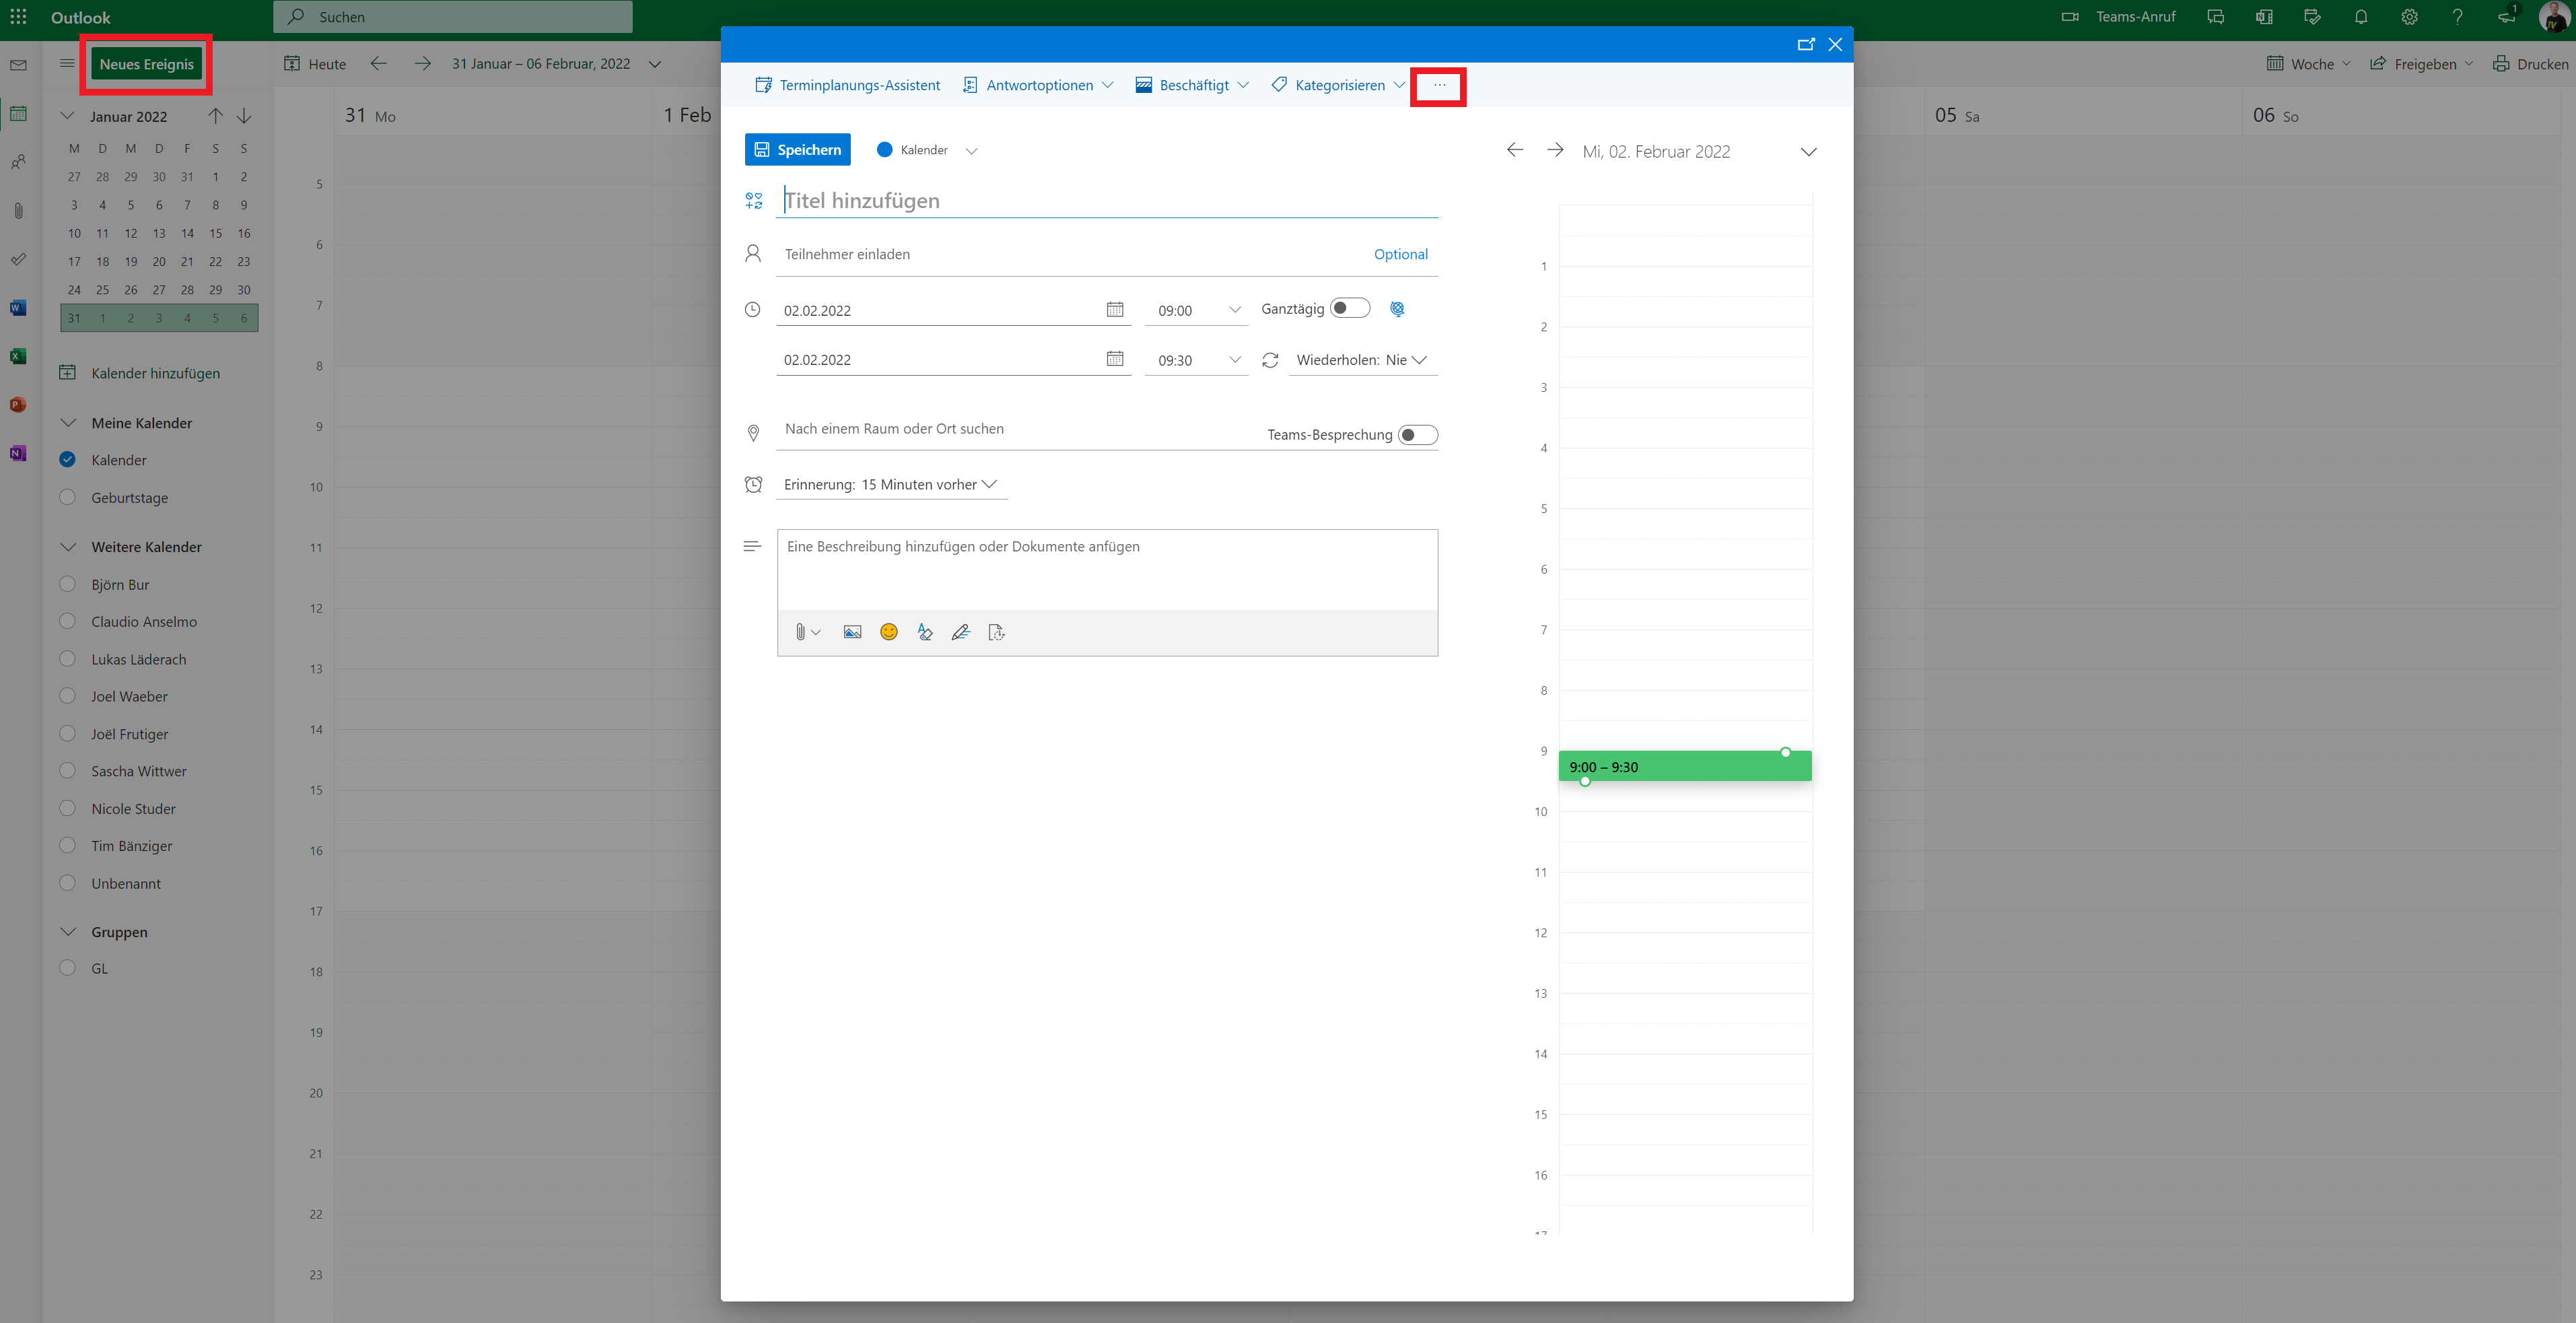 Outlook
Suchen
Teams-Anruf
1
Neues Ereignis
Heute
31 Januar – 06 Februar, 2022
Woche
Freigeben
Drucken
Januar 2022
M D M D F S S
27 28 29 30 31 1 2
3 4 5 6 7 8 9
10 11 12 13 14 15 16
17 18 19 20 21 22 23
24 25 26 27 28 29 30
31 1 2 3 4 5 6
Kalender hinzufügen
Meine Kalender
Kalender
Geburtstage
Weitere Kalender
Björn Bur
Claudio Anselmo
Lukas Läderach
Joel Waeber
Joël Frutiger
Sascha Wittwer
Nicole Studer
Tim Bänziger
Unbenannt
Gruppen
GL
31 Mo
1 Feb
05 Sa
06 So
5
6
7
8
9
10
11
12
13
14
15
16
17
18
19
20
21
22
23
Terminplanungs-Assistent
Antwortoptionen
Beschäftigt
Kategorisieren
...
Speichern
Kalender
Titel hinzufügen
Teilnehmer einladen
Optional
02.02.2022
09:00
Ganztägig
02.02.2022
09:30
Wiederholen: Nie
Nach einem Raum oder Ort suchen
Teams-Besprechung
Erinnerung: 15 Minuten vorher
Eine Beschreibung hinzufügen oder Dokumente anfügen
Mi, 02. Februar 2022
1
2
3
4
5
6
7
8
9
9:00 – 9:30
10
11
12
13
14
15
16
17